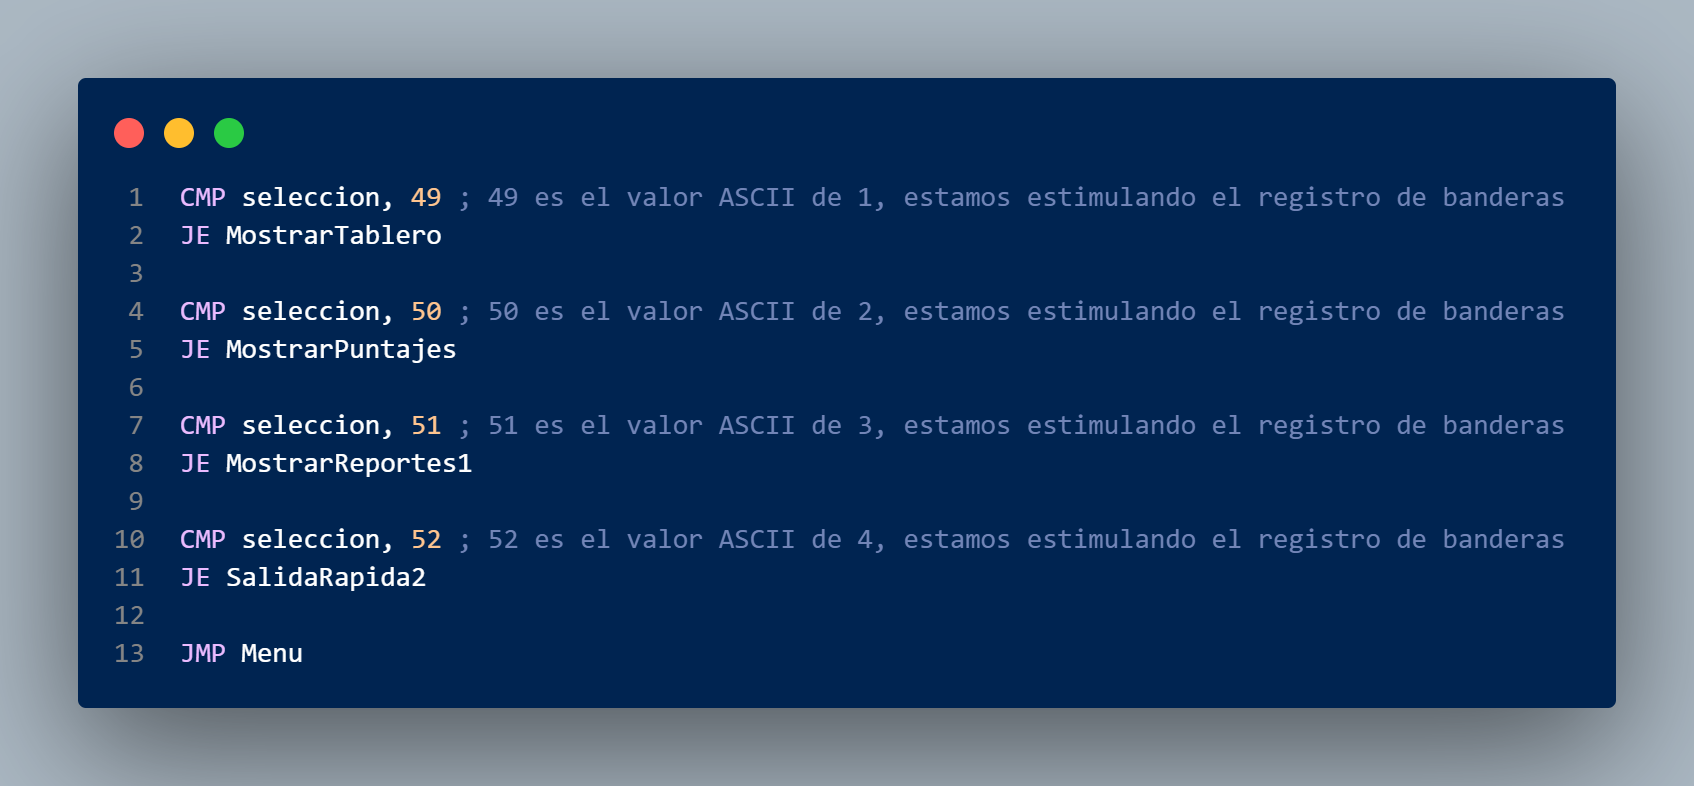 1 CMP seleccion, 49 ; 49 es el valor ASCII de 1, estamos estimulando el registro de banderas
2 JE MostrarTablero
3
4 CMP seleccion, 50 ; 50 es el valor ASCII de 2, estamos estimulando el registro de banderas
5 JE MostrarPuntajes
6
7 CMP seleccion, 51 ; 51 es el valor ASCII de 3, estamos estimulando el registro de banderas
8 JE MostrarReportes1
9
10 CMP seleccion, 52 ; 52 es el valor ASCII de 4, estamos estimulando el registro de banderas
11 JE SalidaRapida2
12
13 JMP Menu